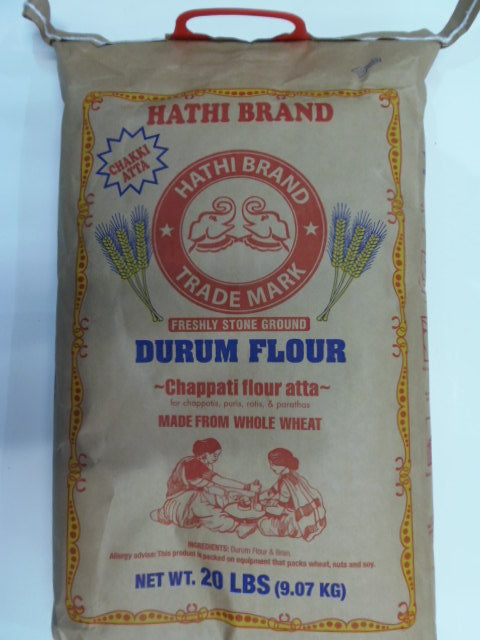 HATHI BRAND
CHAKKI
ATTA
HATHI BRAND
TRADE MARK
FRESHLY STONE GROUND
DURUM FLOUR
~Chappati flour atta~
for chappatis, puris, rotis, & parathas
MADE FROM WHOLE WHEAT
INGREDIENTS: Durum Flour & Bran.
Allergy advise: This product is packed on equipment that packs wheat, nuts and soy.
NET WT. 20 LBS (9.07 KG)